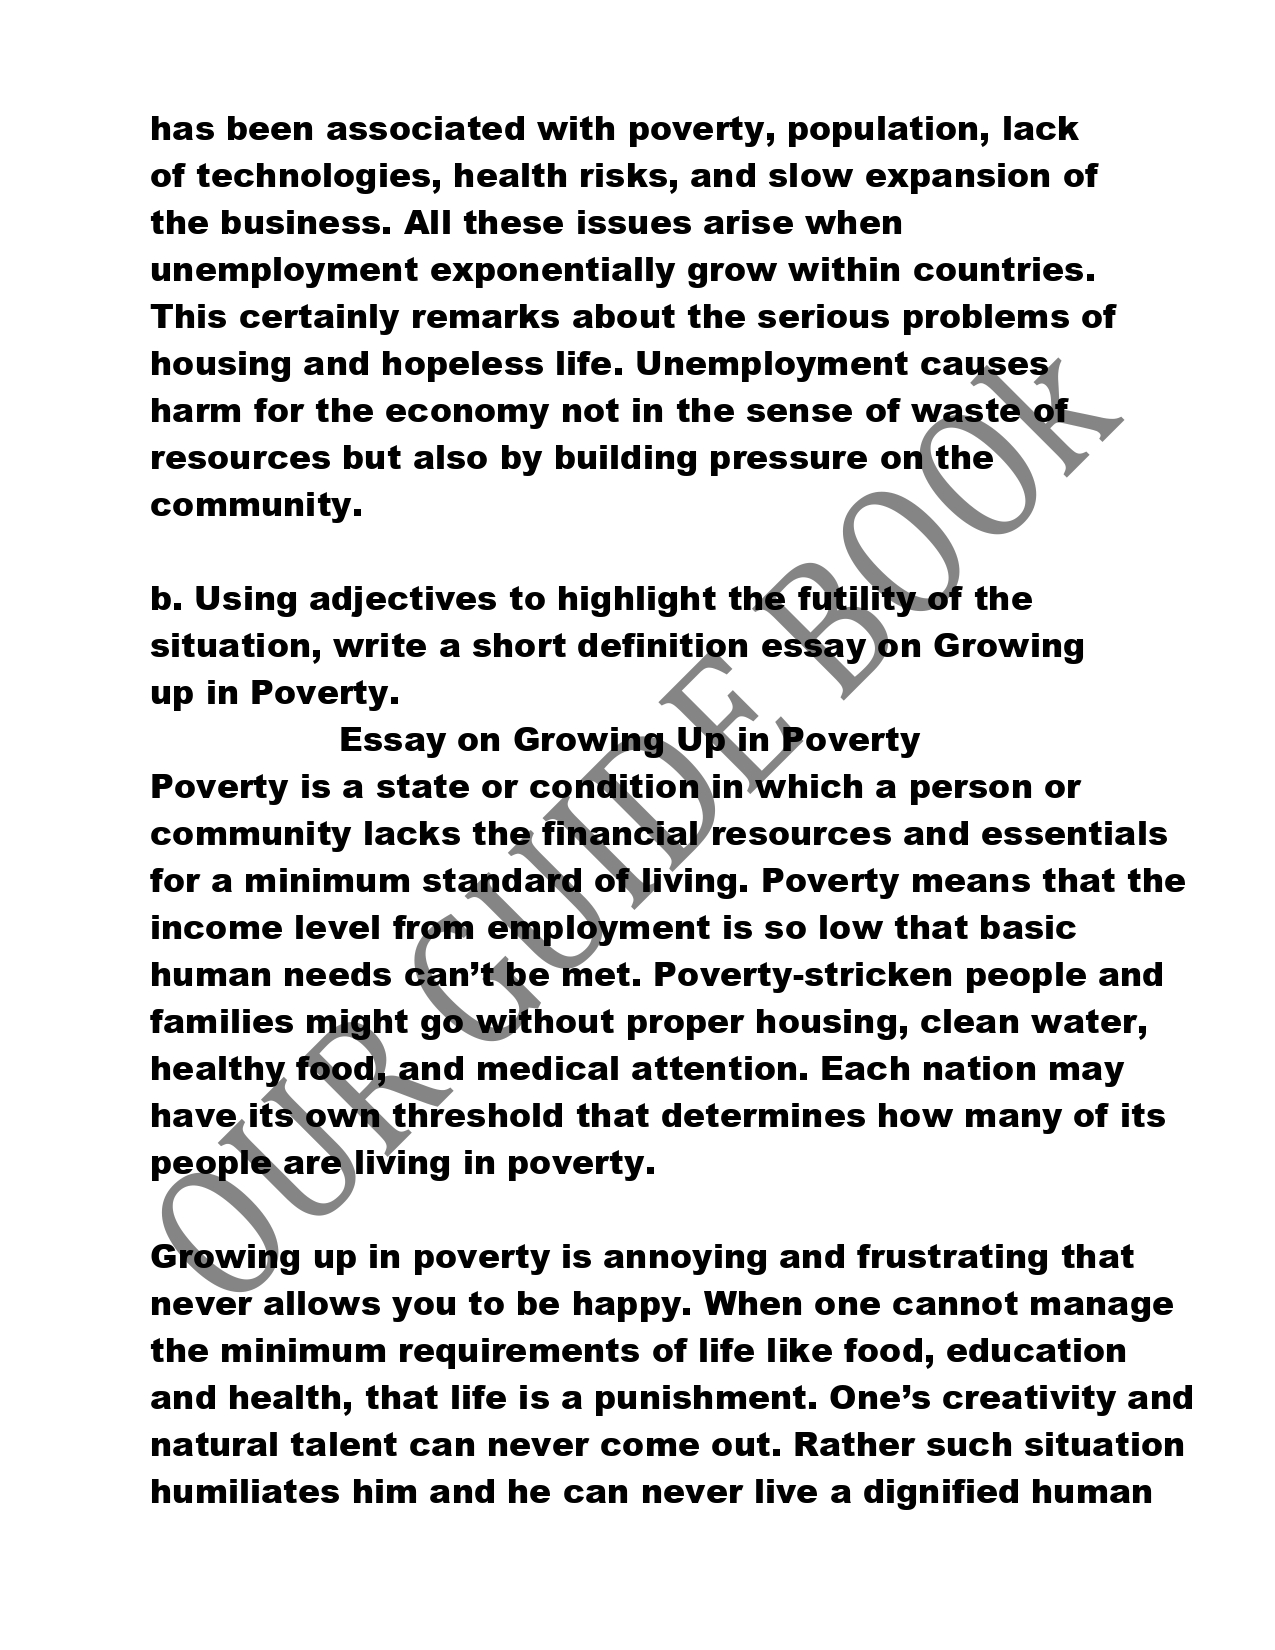 has been associated with poverty, population, lack
of technologies, health risks, and slow expansion of
the business. All these issues arise when
unemployment exponentially grow within countries.
This certainly remarks about the serious problems of
housing and hopeless life. Unemployment causes
harm for the economy not in the sense of waste of
resources but also by building pressure on the
community.
b. Using adjectives to highlight the futility of the
situation, write a short definition essay on Growing
up in Poverty.
Essay on Growing Up in Poverty
Poverty is a state or condition in which a person or
community lacks the financial resources and essentials
for a minimum standard of living. Poverty means that the
income level from employment is so low that basic
human needs can’t be met. Poverty-stricken people and
families might go without proper housing, clean water,
healthy food, and medical attention. Each nation may
have its own threshold that determines how many of its
people are living in poverty.
Growing up in poverty is annoying and frustrating that
never allows you to be happy. When one cannot manage
the minimum requirements of life like food, education
and health, that life is a punishment. One’s creativity and
natural talent can never come out. Rather such situation
humiliates him and he can never live a dignified human
OUR GUIDE BOOk